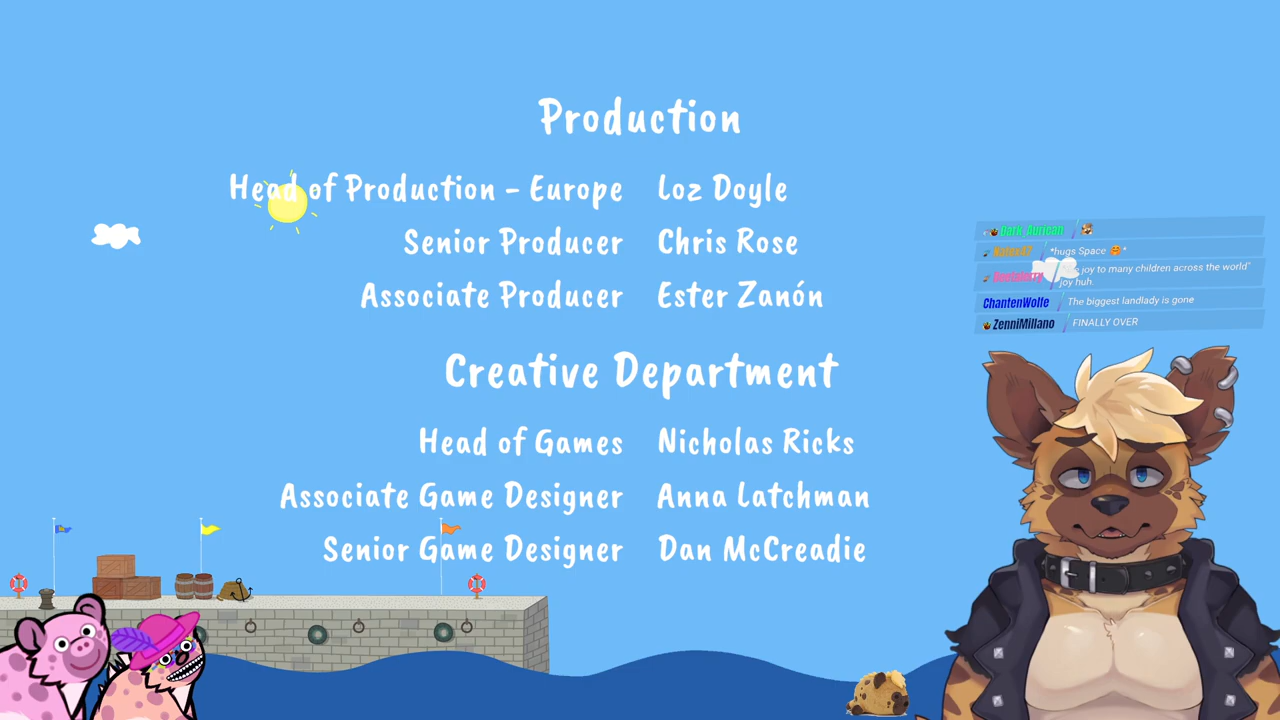 Production
Head of Production - Europe Loz Doyle
Senior Producer Chris Rose
Associate Producer Ester Zanón
Creative Department
Head of Games Nicholas Ricks
Associate Game Designer Anna Latchman
Senior Game Designer Dan McCreadie
*hugs Space 🤗*
joy to many children across the world"
joy huh.
ChantenWolfe The biggest landlady is gone
ZenniMillano FINALLY OVER